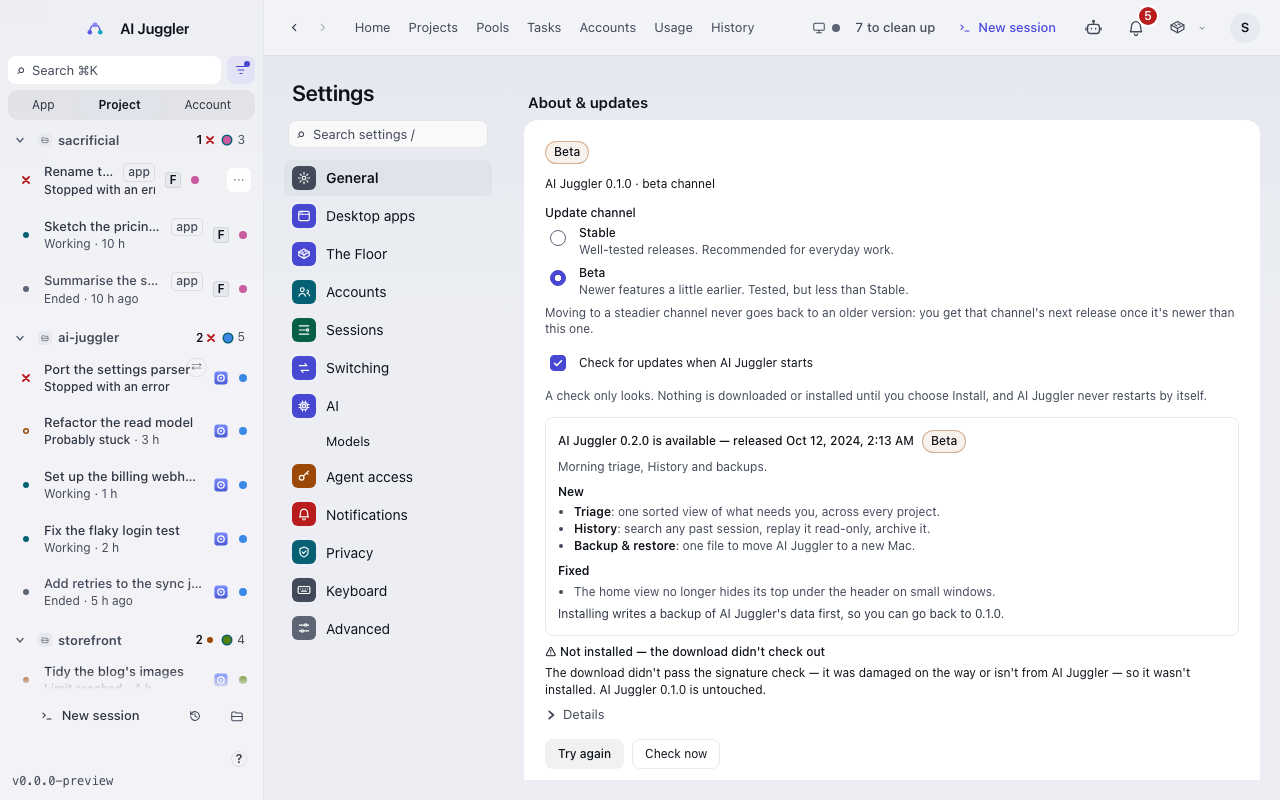 AI Juggler
Search ⌘K
App Project Account
sacrificial 1 3
Rename t... app F
Stopped with an err
Sketch the pricin... app F
Working · 10 h
Summarise the s... app F
Ended · 10 h ago
ai-juggler 2 5
Port the settings parser
Stopped with an error
Refactor the read model
Probably stuck · 3 h
Set up the billing webh...
Working · 1 h
Fix the flaky login test
Working · 2 h
Add retries to the sync j...
Ended · 5 h ago
storefront 2 4
Tidy the blog's images
Limit reached · 4 h
New session
?
v0.0.0-preview
Home Projects Pools Tasks Accounts Usage History 7 to clean up New session 5 S
Settings
Search settings /
General
Desktop apps
The Floor
Accounts
Sessions
Switching
AI
Models
Agent access
Notifications
Privacy
Keyboard
Advanced
About & updates
Beta
AI Juggler 0.1.0 · beta channel
Update channel
Stable
Well-tested releases. Recommended for everyday work.
Beta
Newer features a little earlier. Tested, but less than Stable.
Moving to a steadier channel never goes back to an older version: you get that channel's next release once it's newer than
this one.
Check for updates when AI Juggler starts
A check only looks. Nothing is downloaded or installed until you choose Install, and AI Juggler never restarts by itself.
AI Juggler 0.2.0 is available — released Oct 12, 2024, 2:13 AM Beta
Morning triage, History and backups.
New
• Triage: one sorted view of what needs you, across every project.
• History: search any past session, replay it read-only, archive it.
• Backup & restore: one file to move AI Juggler to a new Mac.
Fixed
• The home view no longer hides its top under the header on small windows.
Installing writes a backup of AI Juggler's data first, so you can go back to 0.1.0.
Not installed — the download didn't check out
The download didn't pass the signature check — it was damaged on the way or isn't from AI Juggler — so it wasn't
installed. AI Juggler 0.1.0 is untouched.
Details
Try again Check now